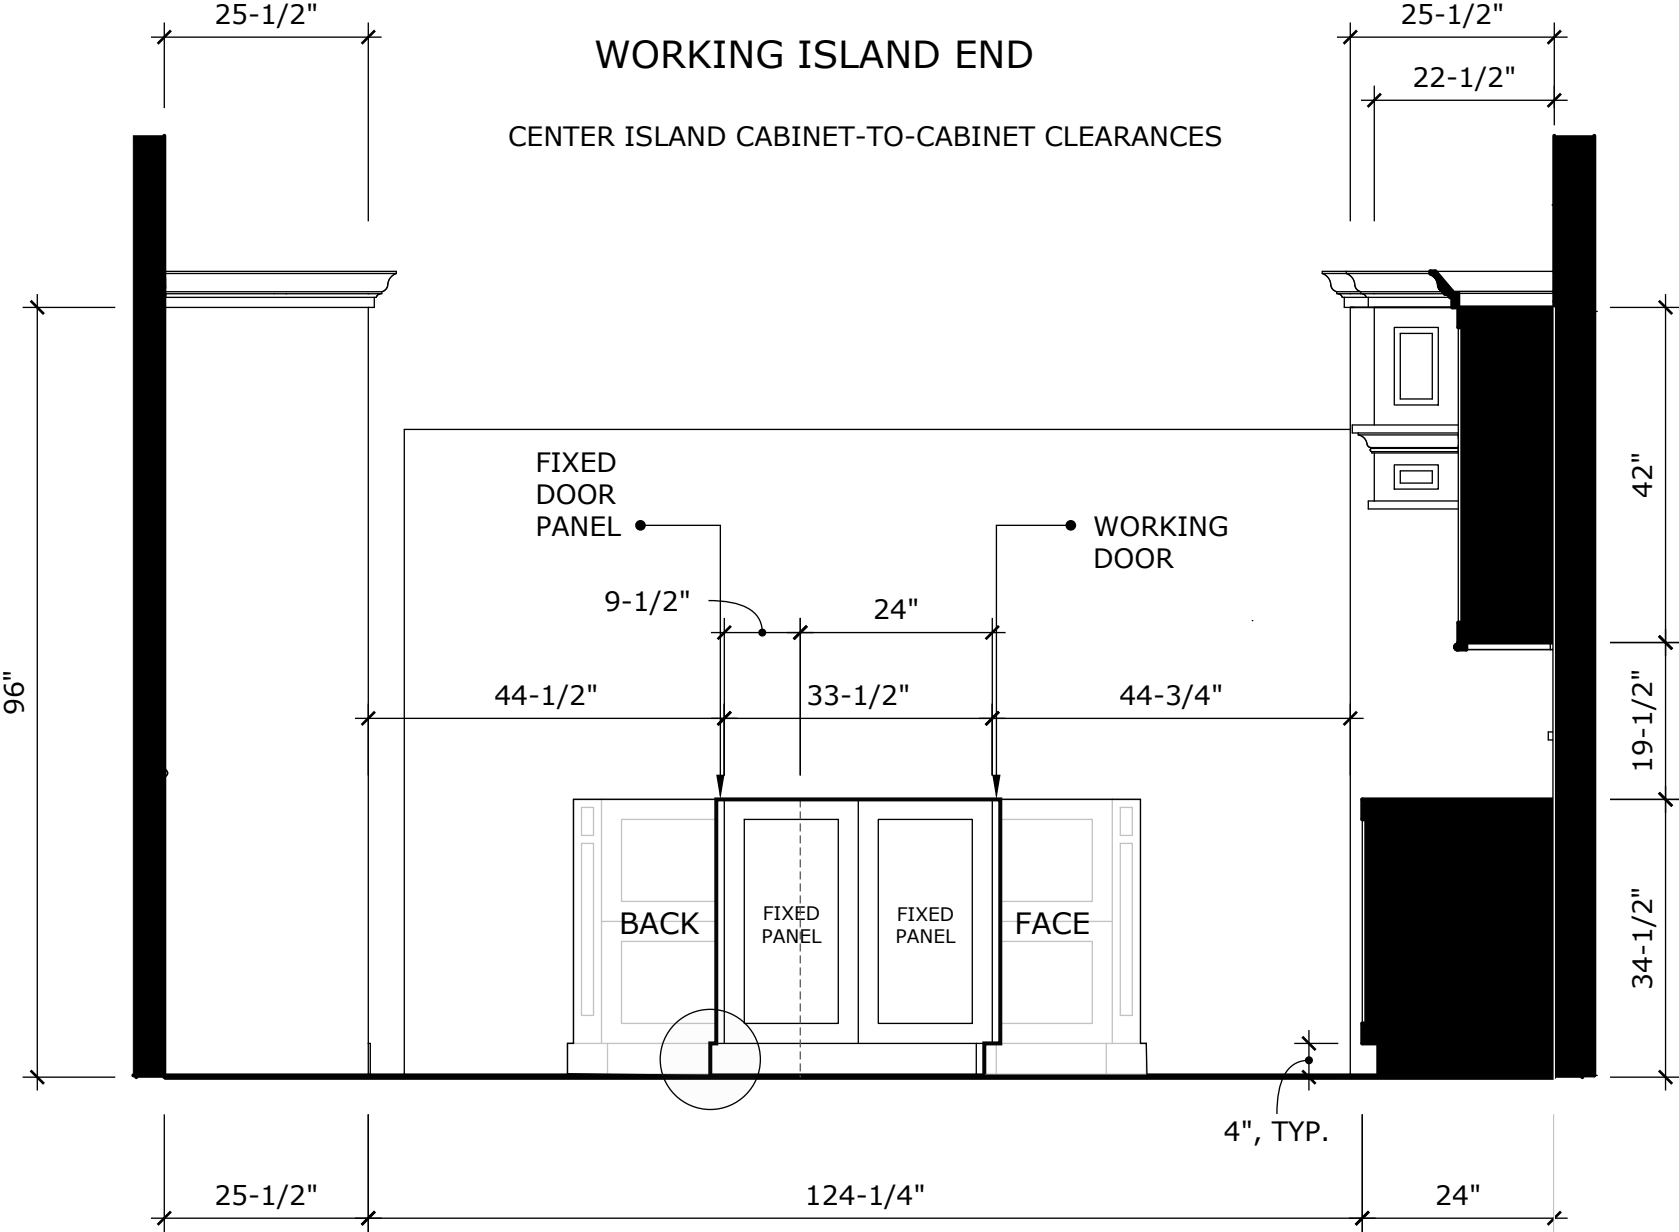 25-1/2"
25-1/2"
WORKING ISLAND END
22-1/2"
CENTER ISLAND CABINET-TO-CABINET CLEARANCES
FIXED
DOOR
PANEL
WORKING
DOOR
42"
9-1/2"
24"
96"
44-1/2"
33-1/2"
44-3/4"
19-1/2"
BACK
FIXED
PANEL
FIXED
PANEL
FACE
34-1/2"
4", TYP.
25-1/2"
124-1/4"
24"